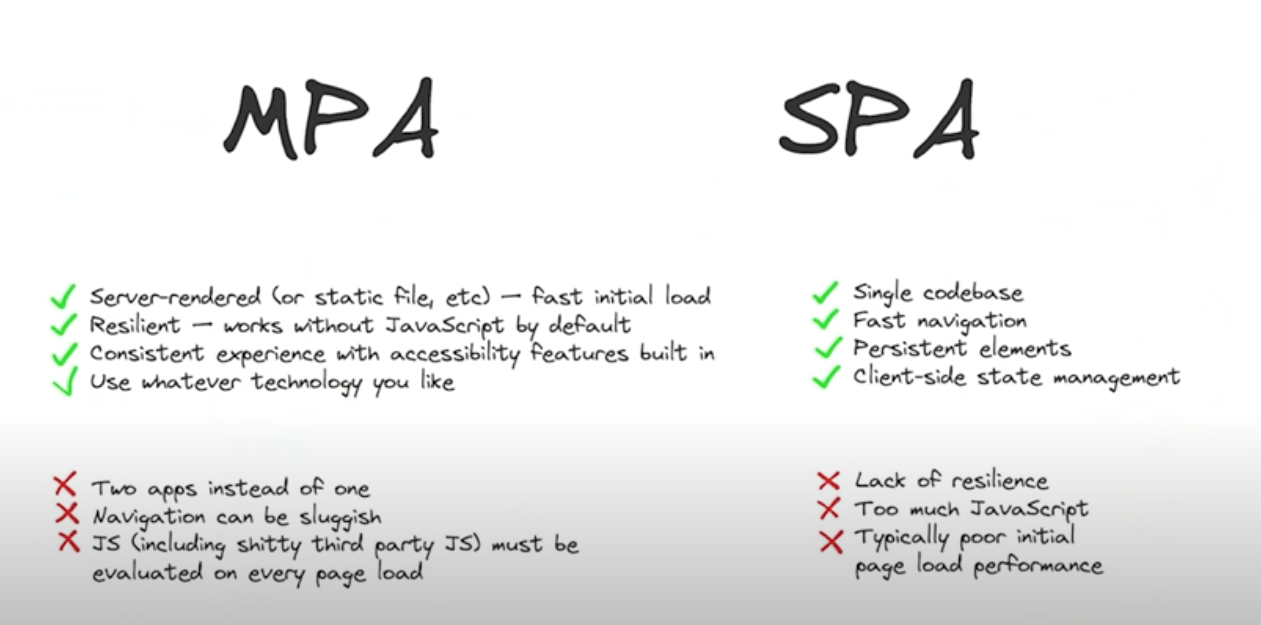 MPA
Server-rendered (or static file, etc) — fast initial load
Resilient — works without JavaScript by default
Consistent experience with accessibility features built in
Use whatever technology you like
Two apps instead of one
Navigation can be sluggish
JS (including shitty third party JS) must be
evaluated on every page load
SPA
Single codebase
Fast navigation
Persistent elements
Client-side state management
Lack of resilience
Too much JavaScript
Typically poor initial
page load performance